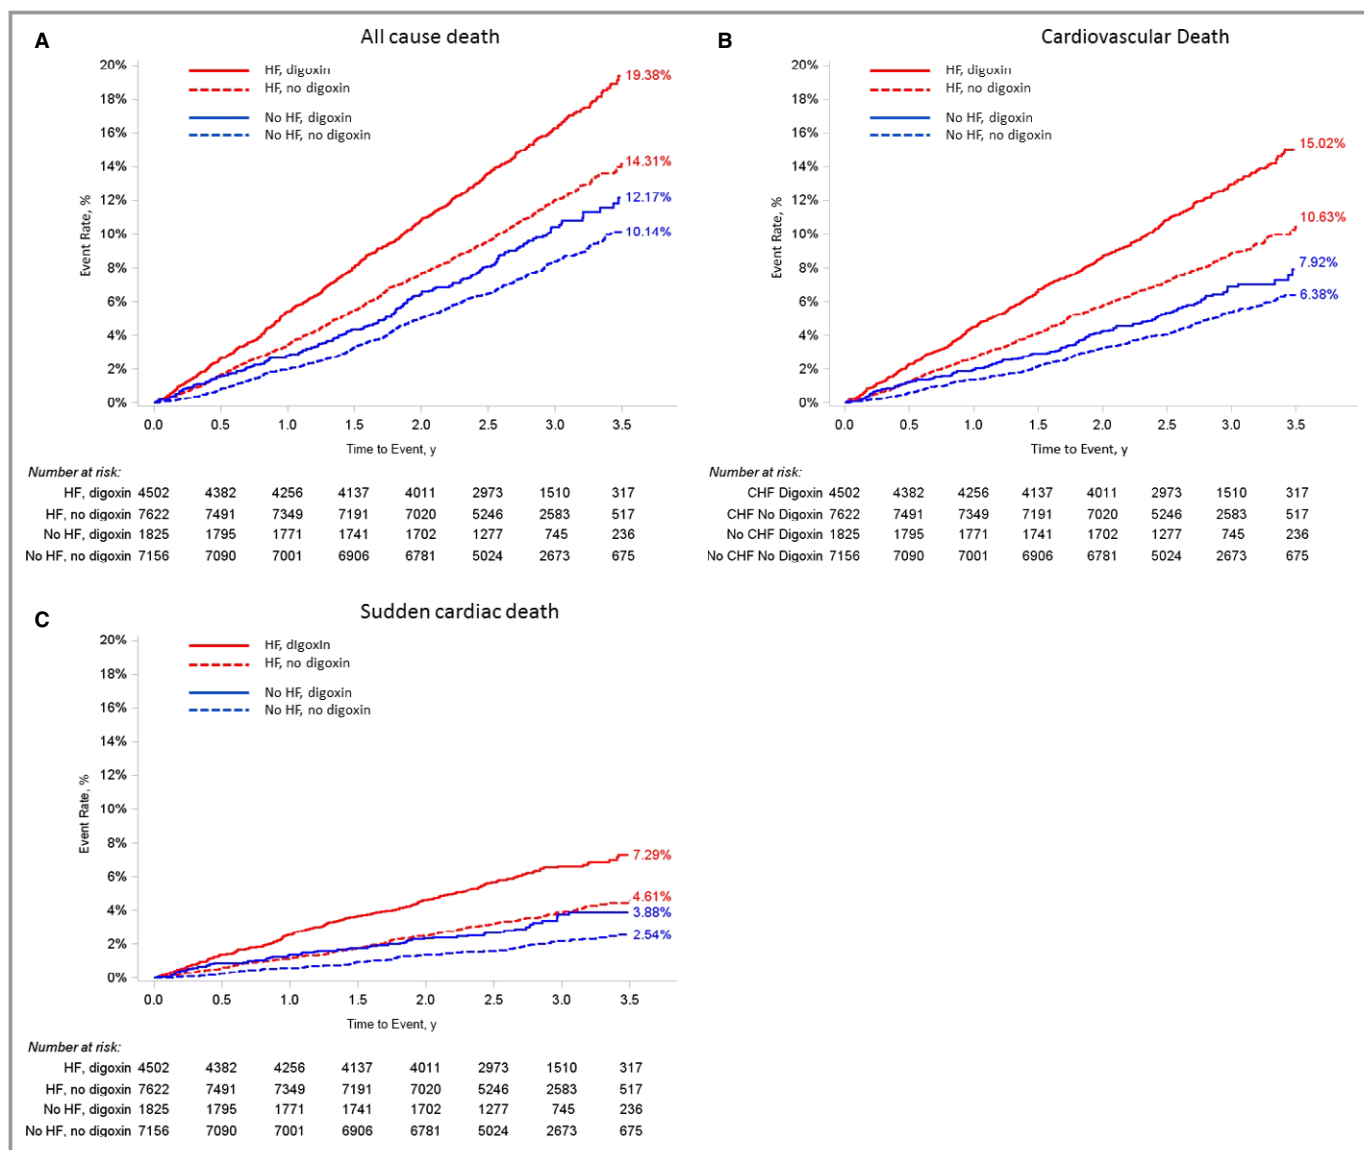 A
All cause death
20%
18%
16%
14%
12%
10%
8%
6%
4%
2%
0%
Event Rate, %
HF, digoxin
HF, no digoxin
No HF, digoxin
No HF, no digoxin
19.38%
14.31%
12.17%
10.14%
0.0 0.5 1.0 1.5 2.0 2.5 3.0 3.5
Time to Event, y
Number at risk:
HF, digoxin 4502 4382 4256 4137 4011 2973 1510 317
HF, no digoxin 7622 7491 7349 7191 7020 5246 2583 517
No HF, digoxin 1825 1795 1771 1741 1702 1277 745 236
No HF, no digoxin 7156 7090 7001 6906 6781 5024 2673 675
B
Cardiovascular Death
20%
18%
16%
14%
12%
10%
8%
6%
4%
2%
0%
Event Rate, %
HF, digoxin
HF, no digoxin
No HF, digoxin
No HF, no digoxin
15.02%
10.63%
7.92%
6.38%
0.0 0.5 1.0 1.5 2.0 2.5 3.0 3.5
Time to Event, y
Number at risk:
CHF Digoxin 4502 4382 4256 4137 4011 2973 1510 317
CHF No Digoxin 7622 7491 7349 7191 7020 5246 2583 517
No CHF Digoxin 1825 1795 1771 1741 1702 1277 745 236
No CHF No Digoxin 7156 7090 7001 6906 6781 5024 2673 675
C
Sudden cardiac death
20%
18%
16%
14%
12%
10%
8%
6%
4%
2%
0%
Event Rate, %
HF, digoxin
HF, no digoxin
No HF, digoxin
No HF, no digoxin
7.29%
4.61%
3.88%
2.54%
0.0 0.5 1.0 1.5 2.0 2.5 3.0 3.5
Time to Event, y
Number at risk:
HF, digoxin 4502 4382 4256 4137 4011 2973 1510 317
HF, no digoxin 7622 7491 7349 7191 7020 5246 2583 517
No HF, digoxin 1825 1795 1771 1741 1702 1277 745 236
No HF, no digoxin 7156 7090 7001 6906 6781 5024 2673 675